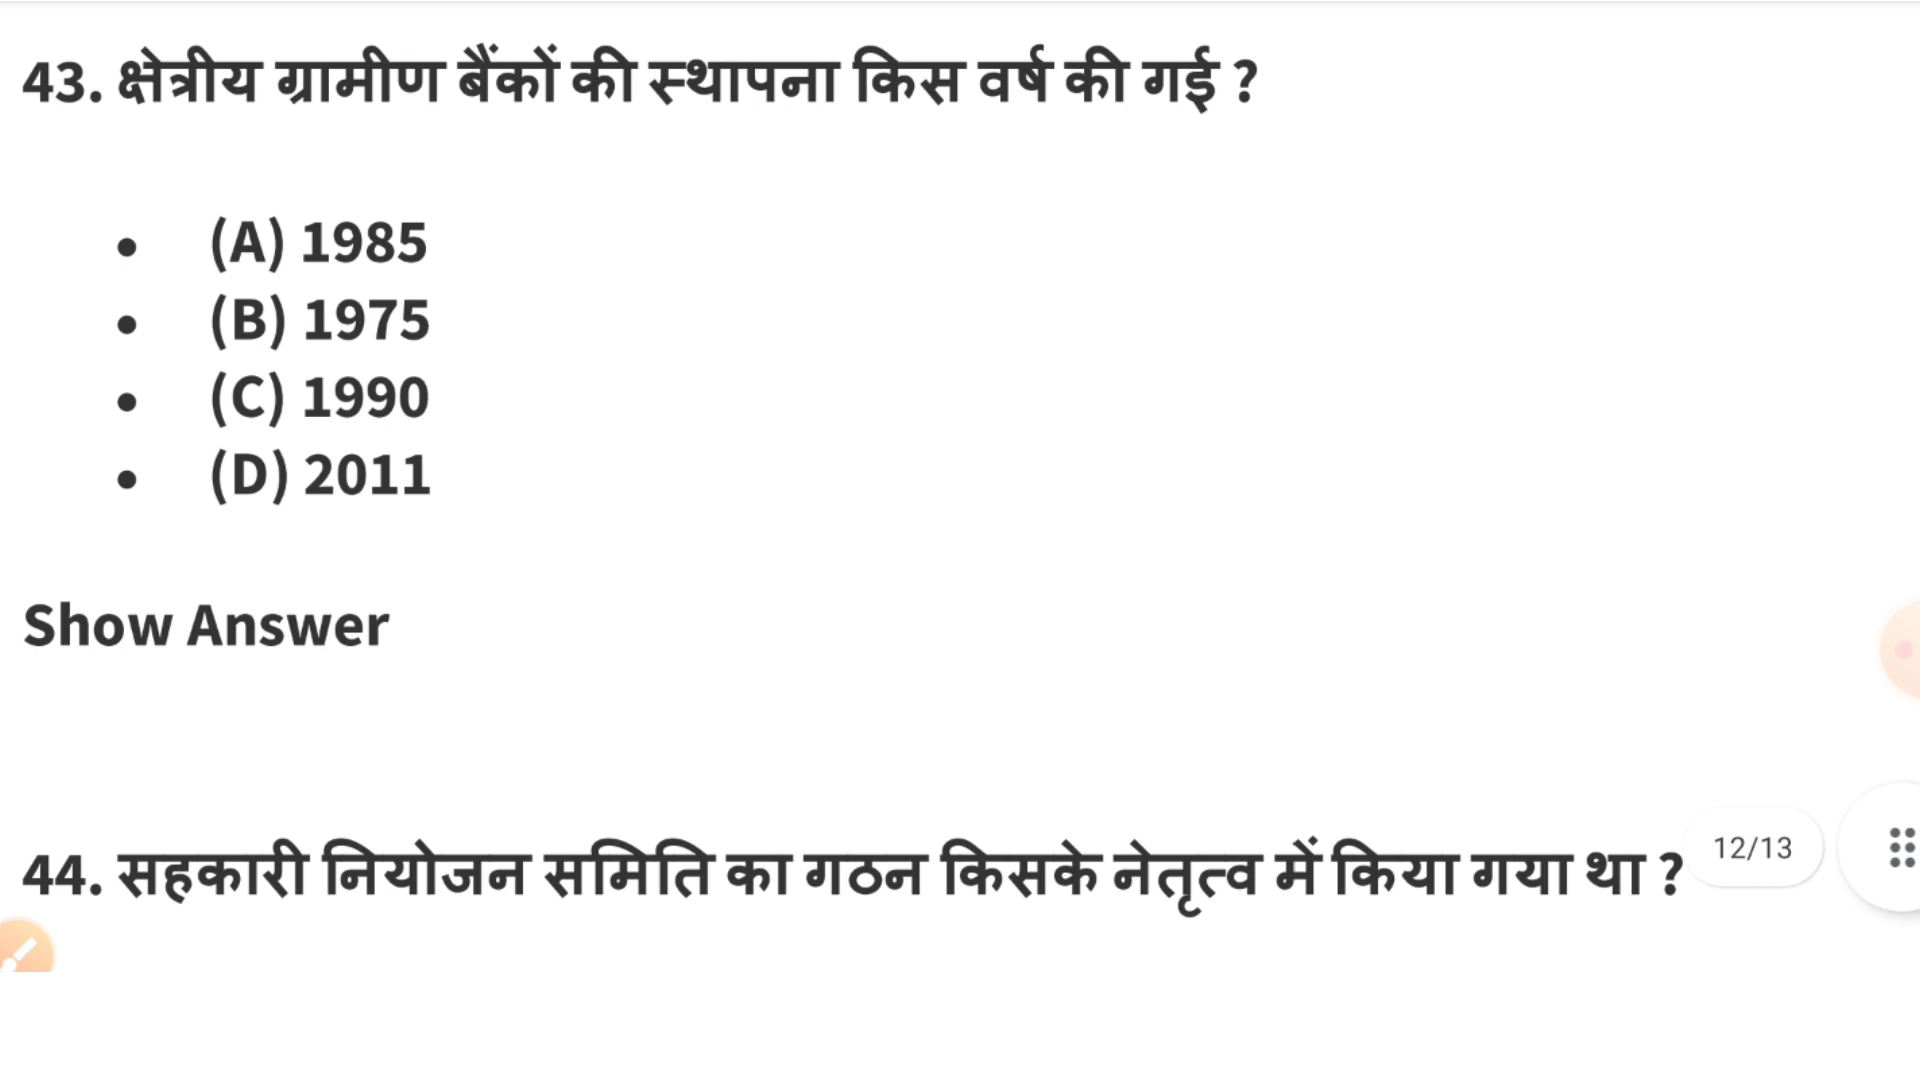 43. क्षेत्रीय ग्रामीण बैंकों की स्थापना किस वर्ष की गई ?
• (A) 1985
• (B) 1975
• (C) 1990
• (D) 2011
Show Answer
44. सहकारी नियोजन समिति का गठन किसके नेतृत्व में किया गया था ?
12/13